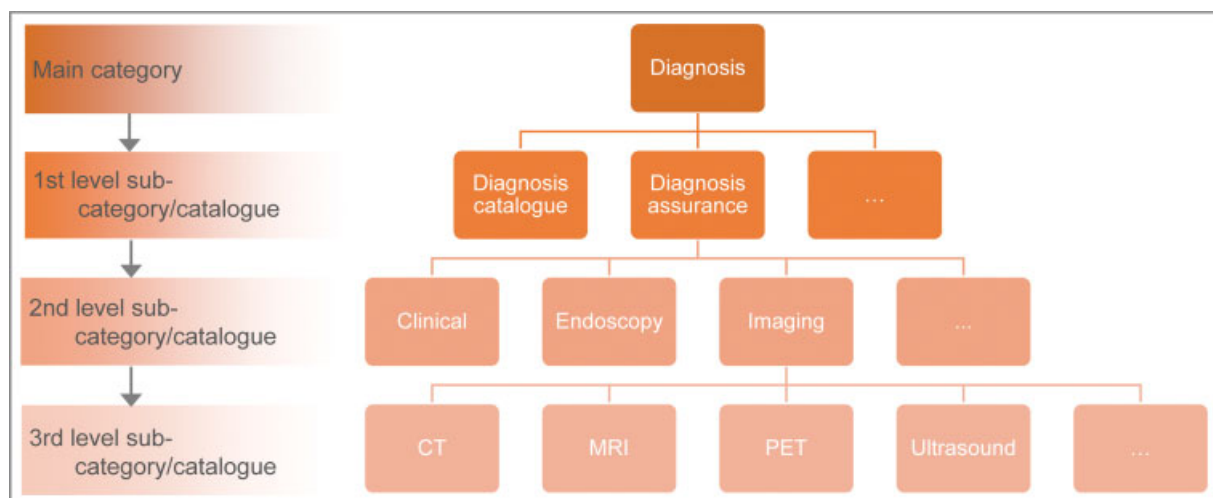 Main category
Diagnosis
1st level sub-
category/catalogue
Diagnosis
catalogue
Diagnosis
assurance
...
2nd level sub-
category/catalogue
Clinical
Endoscopy
Imaging
...
3rd level sub-
category/catalogue
CT
MRI
PET
Ultrasound
...